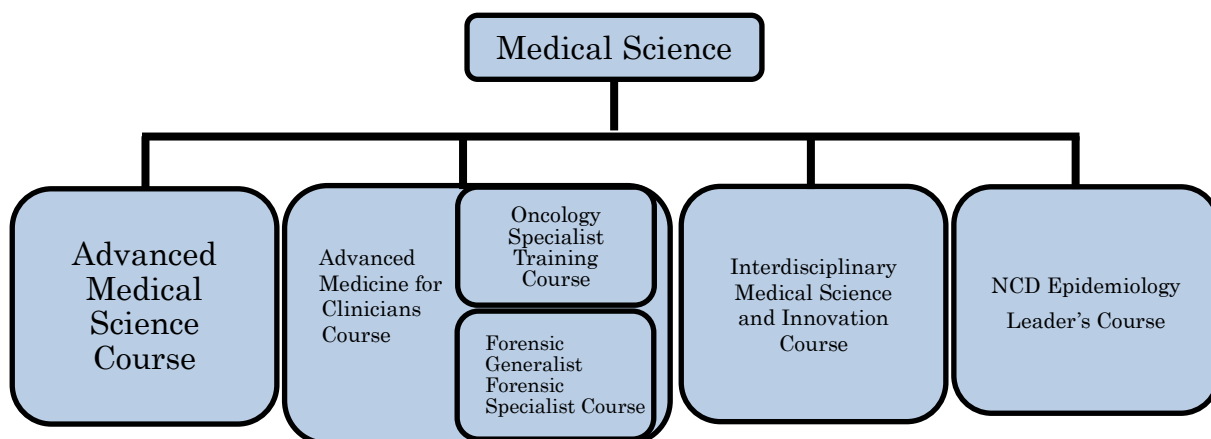 Medical Science
Advanced
Medical
Science
Course
Advanced
Medicine for
Clinicians
Course
Oncology
Specialist
Training
Course
Forensic
Generalist
Forensic
Specialist Course
Interdisciplinary
Medical Science
and Innovation
Course
NCD Epidemiology
Leader’s Course